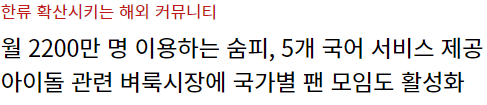 한류 확산시키는 해외 커뮤니티
월 2200만 명 이용하는 숨피, 5개 국어 서비스 제공
아이돌 관련 벼룩시장에 국가별 팬 모임도 활성화